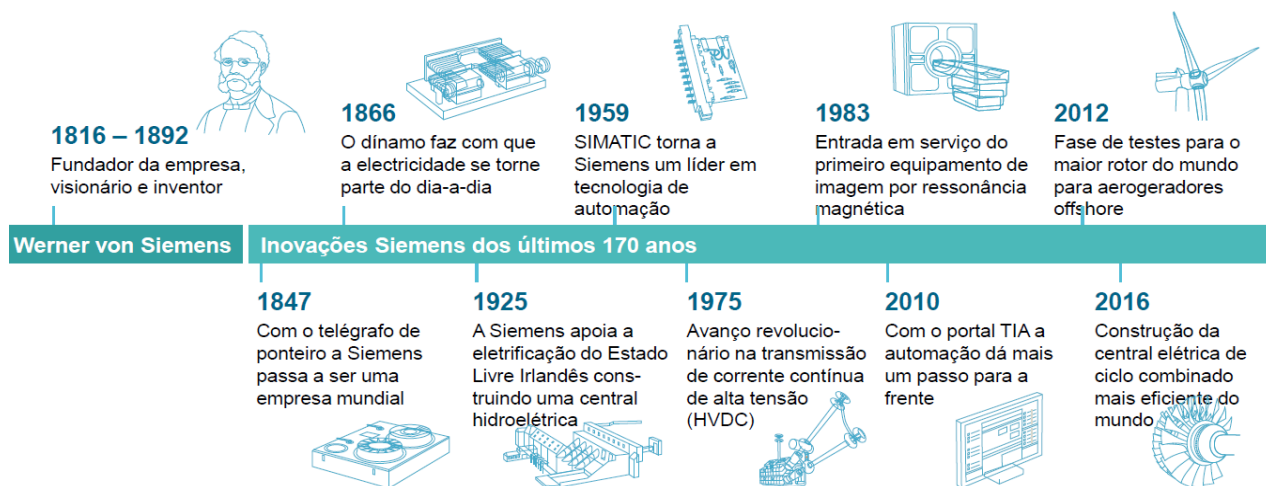 1816 – 1892
Fundador da empresa,
visionário e inventor
1866
O dínamo faz com que
a electricidade se torne
parte do dia-a-dia
1959
SIMATIC torna a
Siemens um líder em
tecnologia de
automação
1983
Entrada em serviço do
primeiro equipamento de
imagem por ressonância
magnética
2012
Fase de testes para o
maior rotor do mundo
para aerogeradores
offshore
Werner von Siemens
Inovações Siemens dos últimos 170 anos
1847
Com o telégrafo de
ponteiro a Siemens
passa a ser uma
empresa mundial
1925
A Siemens apoia a
eletrificação do Estado
Livre Irlandês cons-
truindo uma central
hidroelétrica
1975
Avanço revolucio-
nário na transmissão
de corrente contínua
de alta tensão
(HVDC)
2010
Com o portal TIA a
automação dá mais
um passo para a
frente
2016
Construção da
central elétrica de
ciclo combinado
mais eficiente do
mundo